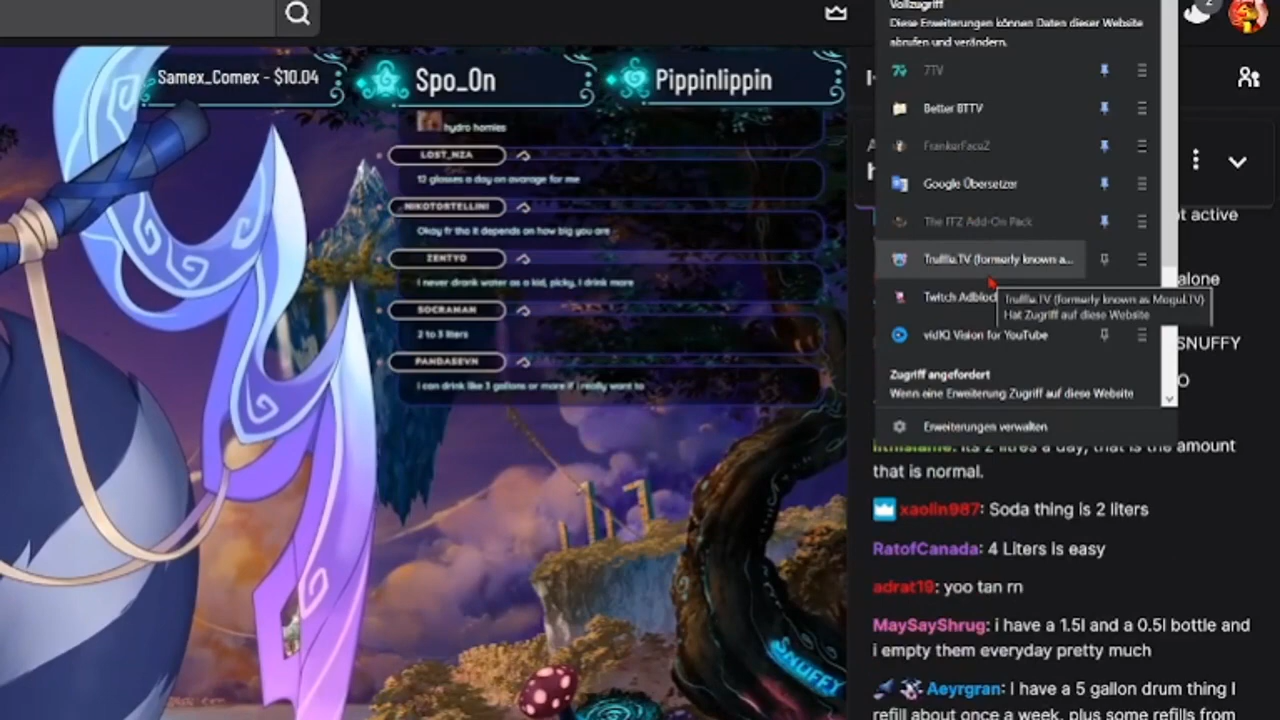 Samex_Comex - $10.04
Spo_On
Pippinlippin
hydro homies
LOST_NZA
12 glasses a day on avarage for me
NIKOTORTELLINI
Okay fr tho it depends on how big you are
ZENTYO
I never drank water as a kid, picky, I drink more
SOCRAMAN
2 to 3 liters
PANDASEVN
I can drink like 3 gallons or more if I really want to
SNUFFY
Vollzugriff
2
Diese Erweiterungen können Daten dieser Website
abrufen und verändern.
7TV
Better BTTV
FrankerFaceZ
Google Übersetzer
The FFZ Add-On Pack
Truffle.TV (formerly known a...
Twitch Adbloc
Truffle.TV (formerly known as Mogul.TV)
Hat Zugriff auf diese Website
vidIQ Vision for YouTube
Zugriff angefordert
Wenn eine Erweiterung Zugriff auf diese Website
Erweiterungen verwalten
active
alone
SNUFFY
its 2 litres a day, that is the amount
that is normal.
xaolin987: Soda thing is 2 liters
RatofCanada: 4 Liters is easy
adrat19: yoo tan rn
MaySayShrug: i have a 1.5l and a 0.5l bottle and
i empty them everyday pretty much
Aeyrgran: I have a 5 gallon drum thing I
refill about once a week, plus some refills from